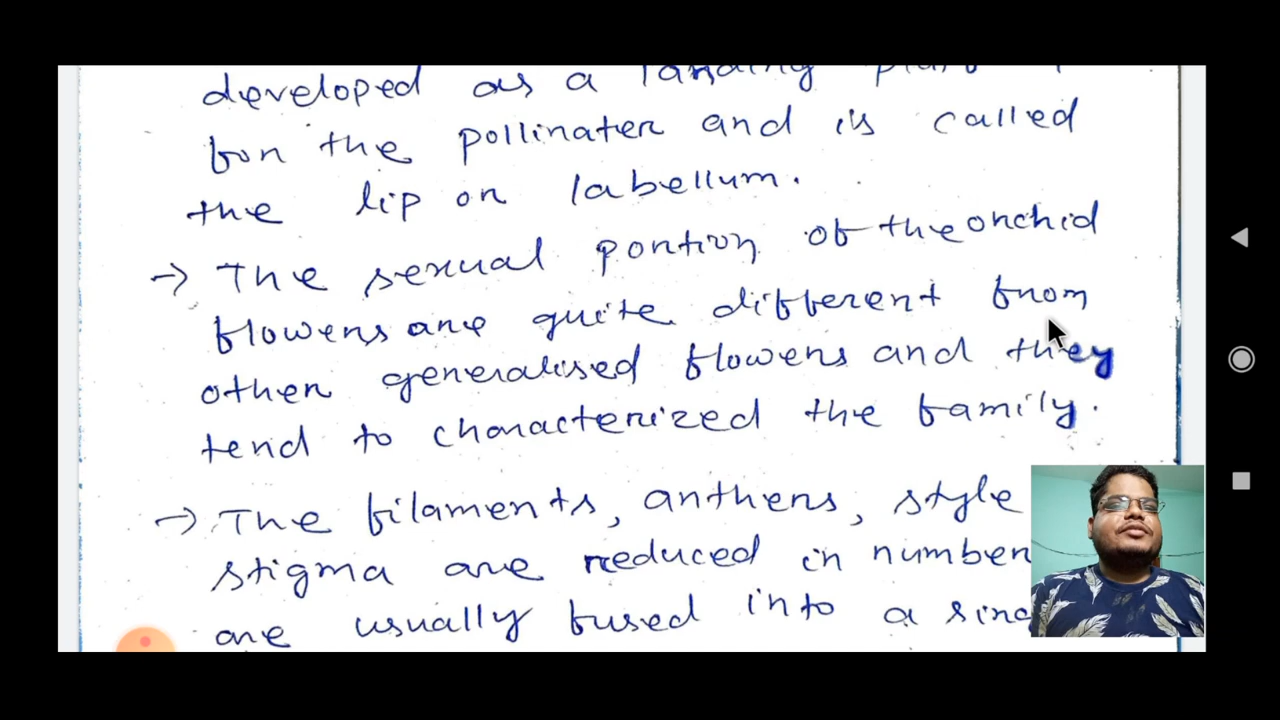 developed as a landing
for the pollinater and is called
the lip or labellum.
→ The sexual portion of the orchid
flowers are quite different from
other generalised flowers and they
tend to characterized the family.
→ The filaments, anthers, style
stigma are reduced in number
are usually fused into a